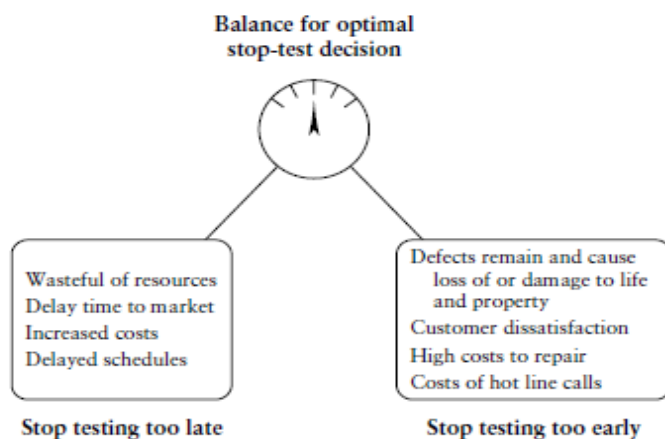 Balance for optimal
stop-test decision
Wasteful of resources
Delay time to market
Increased costs
Delayed schedules
Stop testing too late
Defects remain and cause
loss of or damage to life
and property
Customer dissatisfaction
High costs to repair
Costs of hot line calls
Stop testing too early